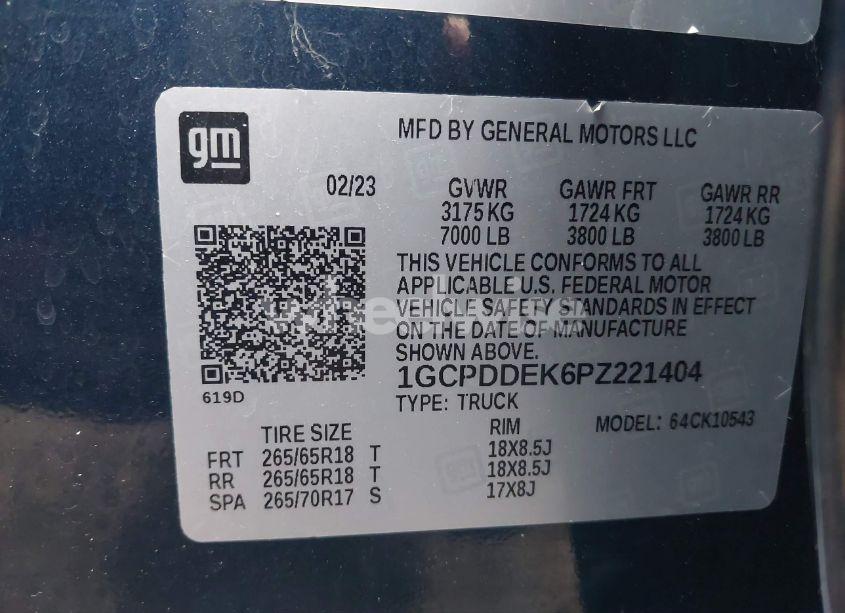 gm
MFD BY GENERAL MOTORS LLC
02/23
GVWR GAWR FRT GAWR RR
3175 KG 1724 KG 1724 KG
7000 LB 3800 LB 3800 LB
THIS VEHICLE CONFORMS TO ALL
APPLICABLE U.S. FEDERAL MOTOR
VEHICLE SAFETY STANDARDS IN EFFECT
ON THE DATE OF MANUFACTURE
SHOWN ABOVE.
619D
1GCPDDEK6PZ221404
TYPE: TRUCK
MODEL: 64CK10543
TIRE SIZE RIM
FRT 265/65R18 T 18X8.5J
RR 265/65R18 T 18X8.5J
SPA 265/70R17 S 17X8J